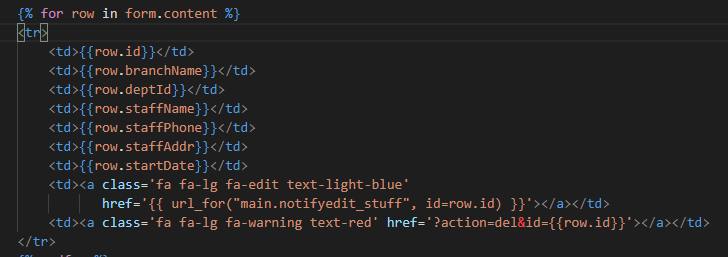 {% for row in form.content %}
<tr>
<td>{{row.id}}</td>
<td>{{row.branchName}}</td>
<td>{{row.deptId}}</td>
<td>{{row.staffName}}</td>
<td>{{row.staffPhone}}</td>
<td>{{row.staffAddr}}</td>
<td>{{row.startDate}}</td>
<td><a class='fa fa-lg fa-edit text-light-blue'
href='{{ url_for("main.notifyedit_stuff", id=row.id) }}'></a></td>
<td><a class='fa fa-lg fa-warning text-red' href='?action=del&id={{row.id}}'></a></td>
</tr>